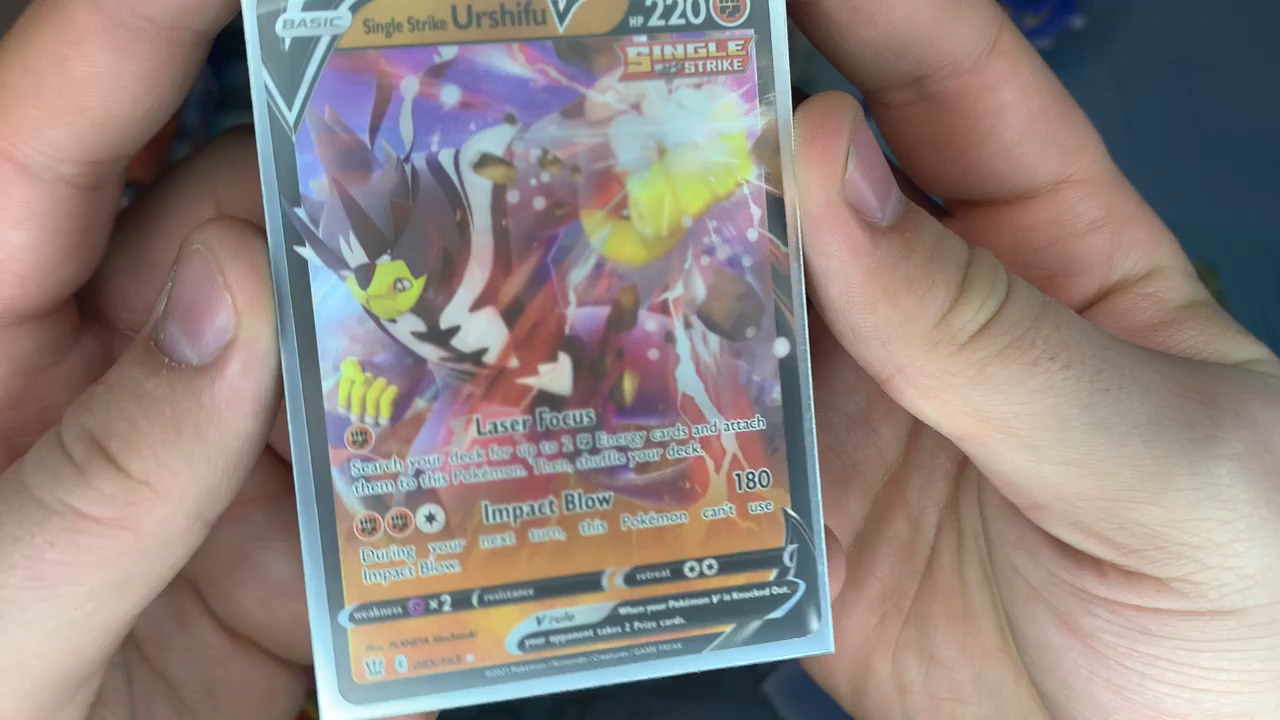 BASIC Single Strike Urshifu V HP 220
SINGLE
STRIKE
Laser Focus
Search your deck for up to 2 Energy cards and attach
them to this Pokémon. Then, shuffle your deck.
Impact Blow 180
During your next turn, this Pokémon can't use
Impact Blow.
weakness ×2 resistance retreat
V rule When your Pokémon V is Knocked Out,
your opponent takes 2 Prize cards.
Illus. PLANETA
©2021 Pokémon / Nintendo / Creatures / GAME FREAK